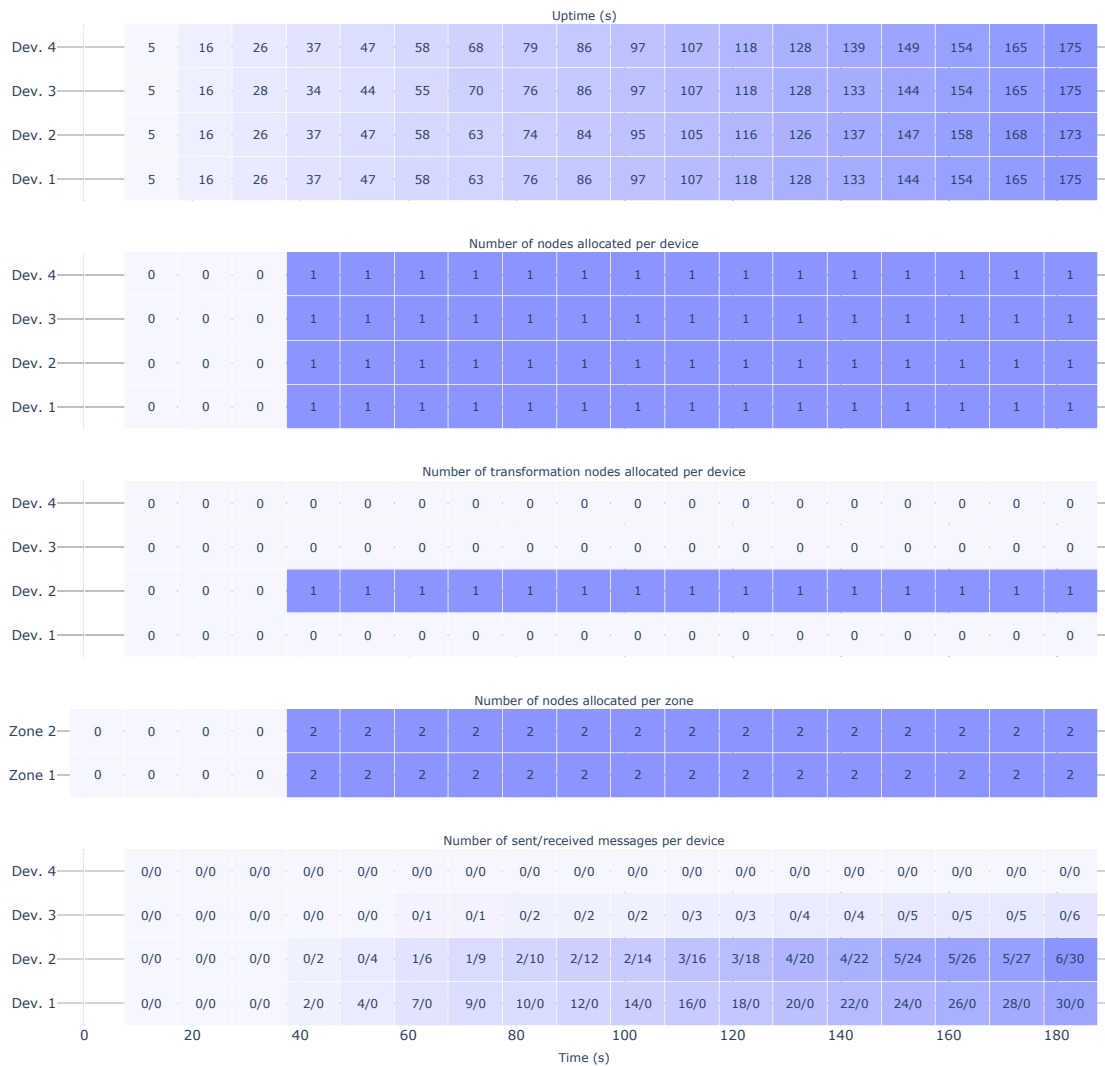 Uptime (s)
Dev. 4 5 16 26 37 47 58 68 79 86 97 107 118 128 139 149 154 165 175
Dev. 3 5 16 28 34 44 55 70 76 86 97 107 118 128 133 144 154 165 175
Dev. 2 5 16 26 37 47 58 63 74 84 95 105 116 126 137 147 158 168 173
Dev. 1 5 16 26 37 47 58 63 76 86 97 107 118 128 133 144 154 165 175
Number of nodes allocated per device
Dev. 4 0 0 0 1 1 1 1 1 1 1 1 1 1 1 1 1 1 1
Dev. 3 0 0 0 1 1 1 1 1 1 1 1 1 1 1 1 1 1 1
Dev. 2 0 0 0 1 1 1 1 1 1 1 1 1 1 1 1 1 1 1
Dev. 1 0 0 0 1 1 1 1 1 1 1 1 1 1 1 1 1 1 1
Number of transformation nodes allocated per device
Dev. 4 0 0 0 0 0 0 0 0 0 0 0 0 0 0 0 0 0 0
Dev. 3 0 0 0 0 0 0 0 0 0 0 0 0 0 0 0 0 0 0
Dev. 2 0 0 0 1 1 1 1 1 1 1 1 1 1 1 1 1 1 1
Dev. 1 0 0 0 0 0 0 0 0 0 0 0 0 0 0 0 0 0 0
Number of nodes allocated per zone
Zone 2 0 0 0 0 2 2 2 2 2 2 2 2 2 2 2 2 2 2 2
Zone 1 0 0 0 0 2 2 2 2 2 2 2 2 2 2 2 2 2 2 2
Number of sent/received messages per device
Dev. 4 0/0 0/0 0/0 0/0 0/0 0/0 0/0 0/0 0/0 0/0 0/0 0/0 0/0 0/0 0/0 0/0 0/0 0/0
Dev. 3 0/0 0/0 0/0 0/0 0/0 0/1 0/1 0/2 0/2 0/2 0/3 0/3 0/4 0/4 0/5 0/5 0/5 0/6
Dev. 2 0/0 0/0 0/0 0/2 0/4 1/6 1/9 2/10 2/12 2/14 3/16 3/18 4/20 4/22 5/24 5/26 5/27 6/30
Dev. 1 0/0 0/0 0/0 2/0 4/0 7/0 9/0 10/0 12/0 14/0 16/0 18/0 20/0 22/0 24/0 26/0 28/0 30/0
0 20 40 60 80 100 120 140 160 180
Time (s)